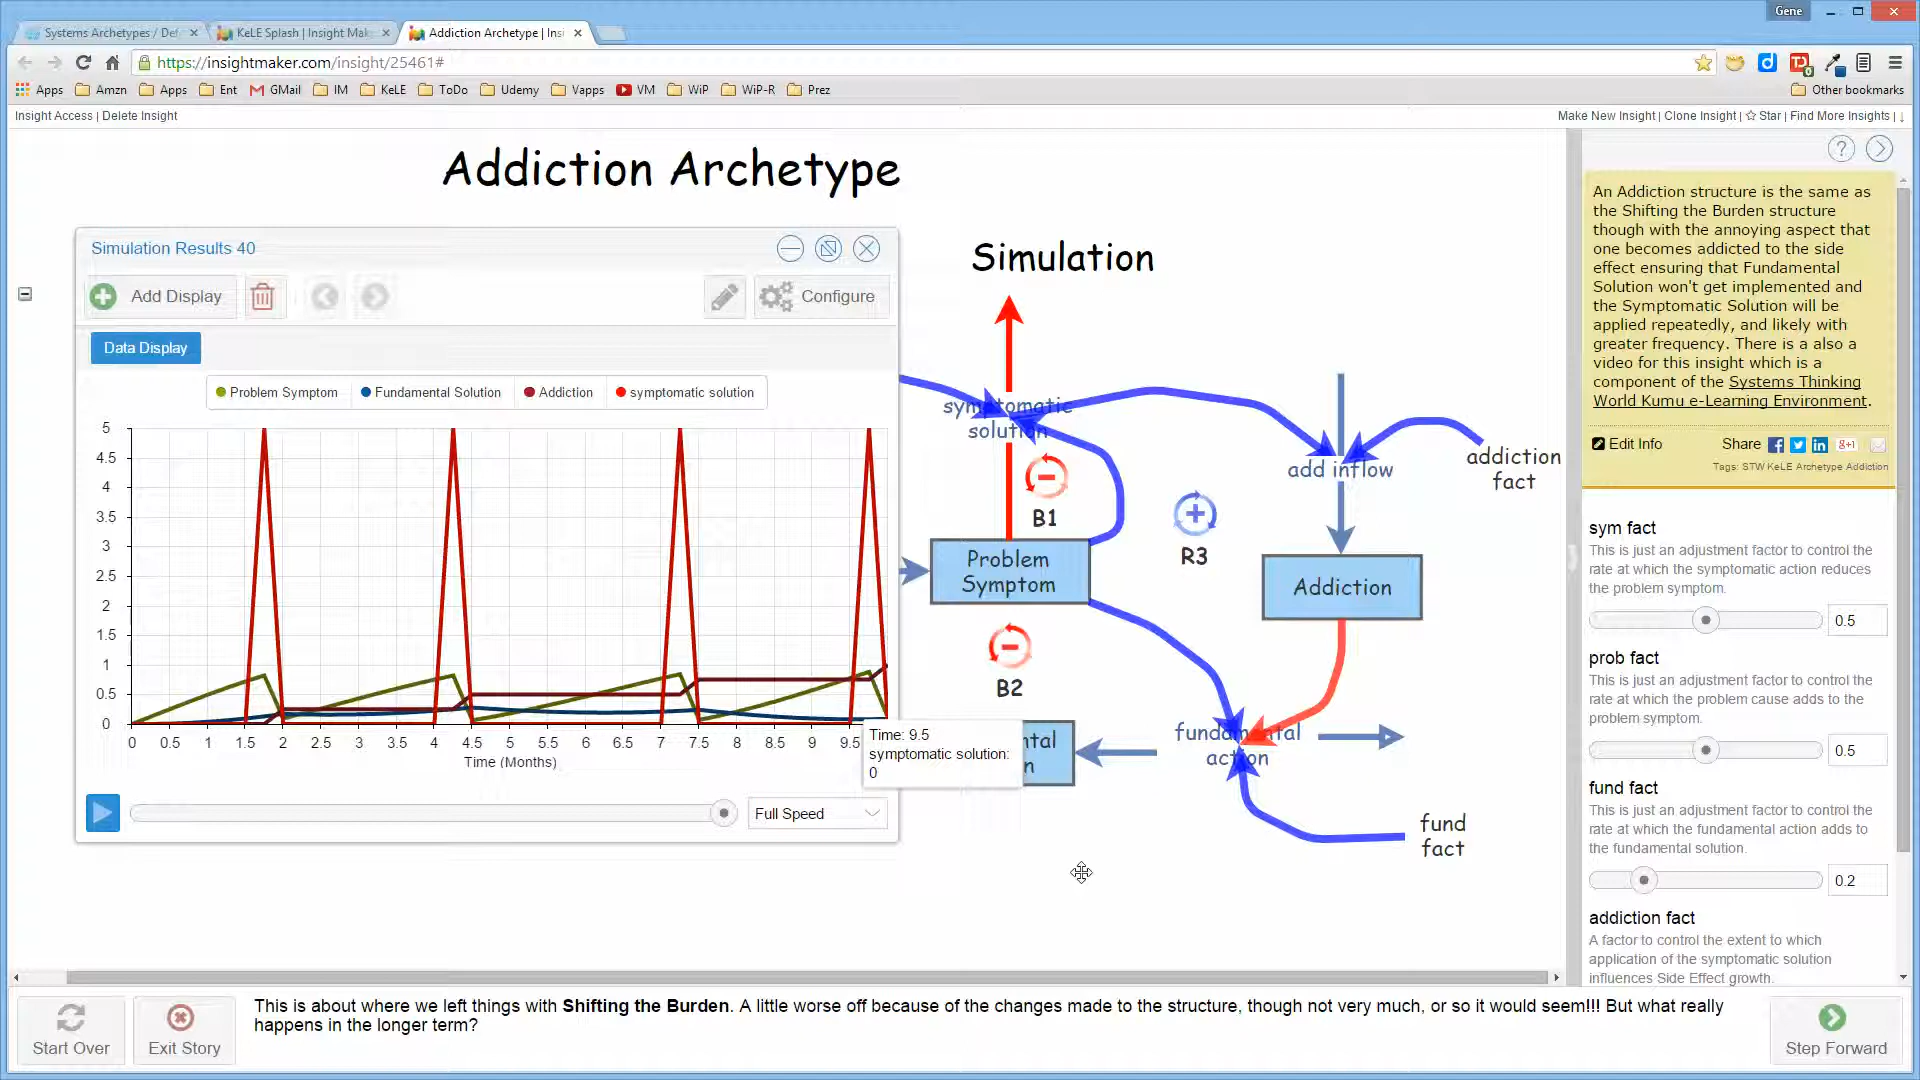 Gene
Systems Archetypes / Def
KeLE Splash | Insight Mak
Addiction Archetype | Insi
https://insightmaker.com/insight/25461#
Apps Amzn Apps Ent GMail IM KeLE ToDo Udemy Vapps VM WiP WiP-R Prez Other bookmarks
Insight Access | Delete Insight
Make New Insight | Clone Insight | Star | Find More Insights |
Addiction Archetype
Simulation Results 40
Add Display
Configure
Data Display
Problem Symptom
Fundamental Solution
Addiction
symptomatic solution
5
4.5
4
3.5
3
2.5
2
1.5
1
0.5
0
0 0.5 1 1.5 2 2.5 3 3.5 4 4.5 5 5.5 6 6.5 7 7.5 8 8.5 9 9.5
Time (Months)
Time: 9.5
symptomatic solution:
0
Full Speed
Simulation
symptomatic
solution
B1
R3
add inflow
addiction
fact
Problem
Symptom
Addiction
B2
ntal
n
fundamental
action
fund
fact
?
An Addiction structure is the same as
the Shifting the Burden structure
though with the annoying aspect that
one becomes addicted to the side
effect ensuring that Fundamental
Solution won't get implemented and
the Symptomatic Solution will be
applied repeatedly, and likely with
greater frequency. There is a also a
video for this insight which is a
component of the Systems Thinking
World Kumu e-Learning Environment.
Edit Info
Share
Tags: STW KeLE Archetype Addiction
sym fact
This is just an adjustment factor to control the
rate at which the symptomatic action reduces
the problem symptom.
0.5
prob fact
This is just an adjustment factor to control the
rate at which the problem cause adds to the
problem symptom.
0.5
fund fact
This is just an adjustment factor to control the
rate at which the fundamental action adds to
the fundamental solution.
0.2
addiction fact
A factor to control the extent to which
application of the symptomatic solution
influences Side Effect growth.
Start Over
Exit Story
This is about where we left things with Shifting the Burden. A little worse off because of the changes made to the structure, though not very much, or so it would seem!!! But what really
happens in the longer term?
Step Forward